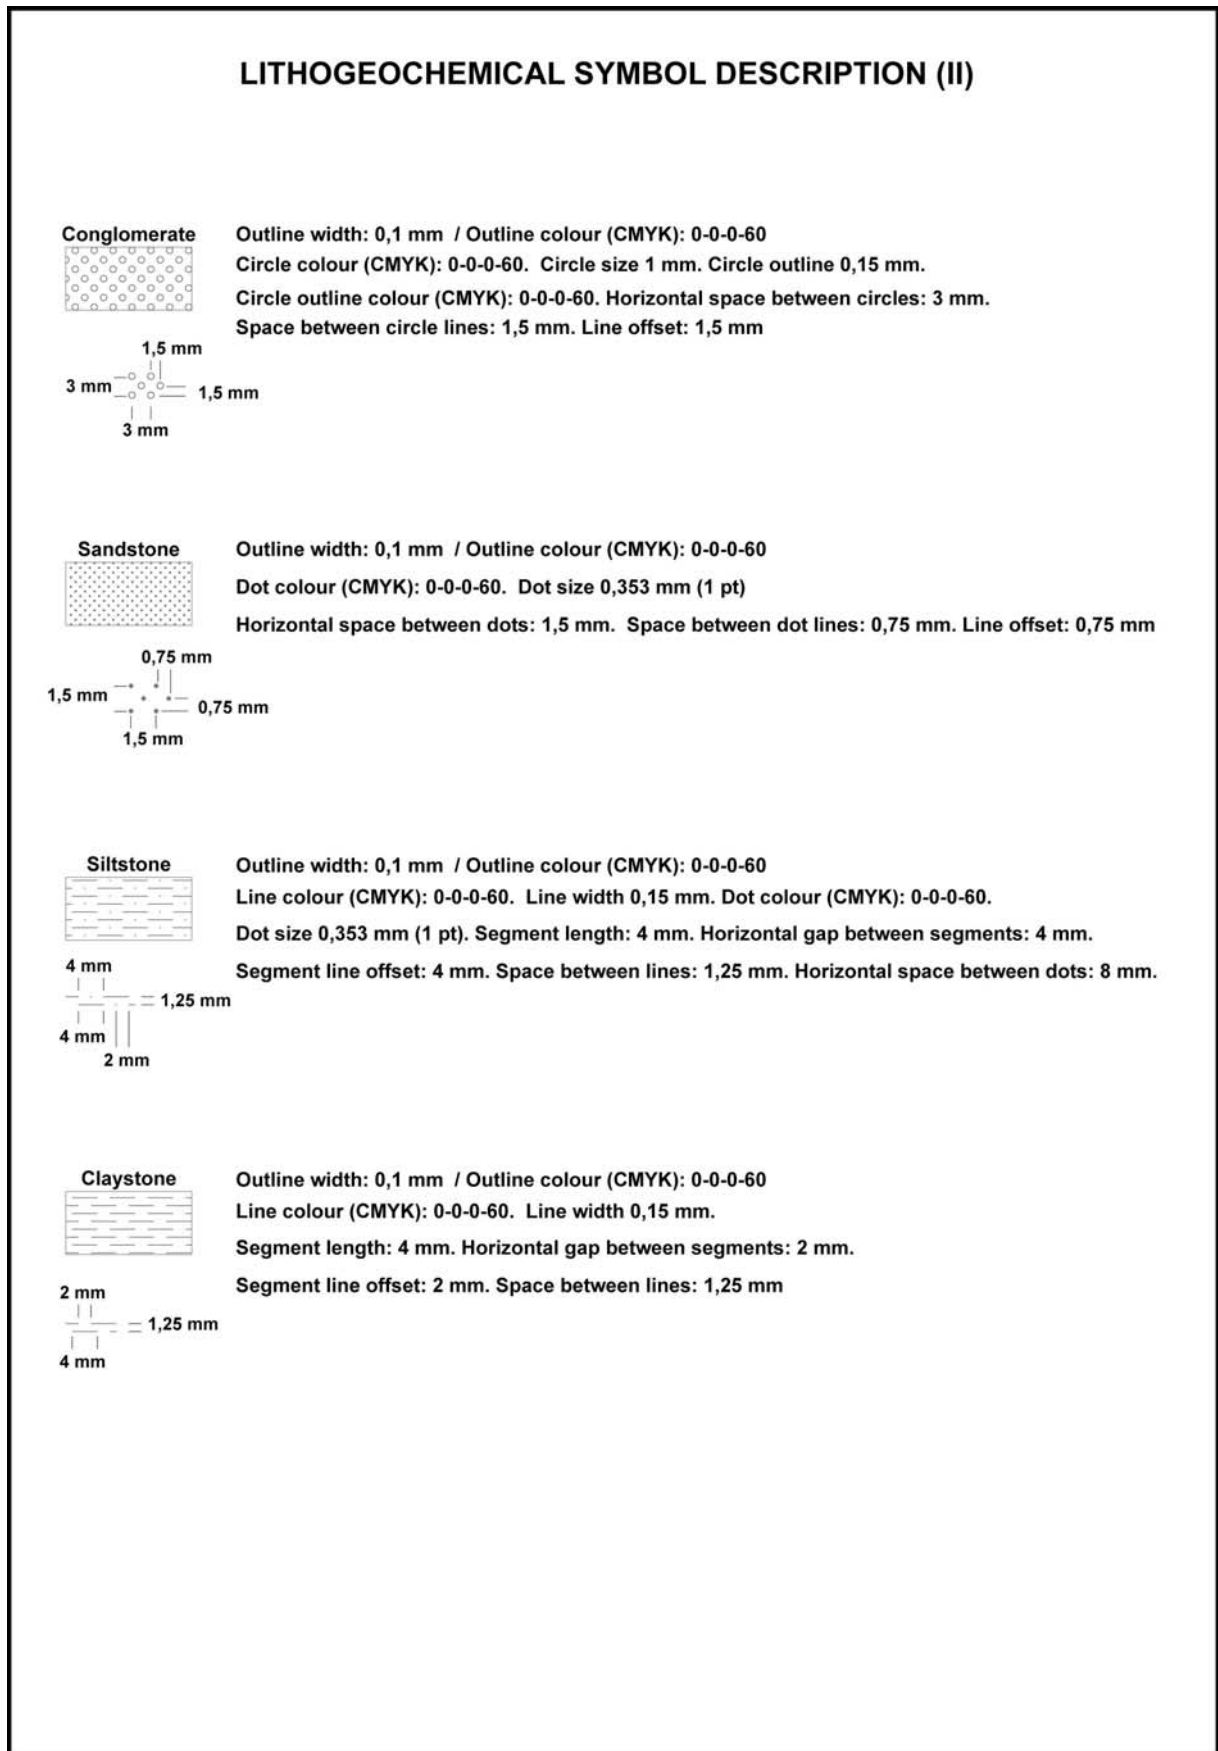 LITHOGEOCHEMICAL SYMBOL DESCRIPTION (II)
Conglomerate
Outline width: 0,1 mm / Outline colour (CMYK): 0-0-0-60
Circle colour (CMYK): 0-0-0-60. Circle size 1 mm. Circle outline 0,15 mm.
Circle outline colour (CMYK): 0-0-0-60. Horizontal space between circles: 3 mm.
Space between circle lines: 1,5 mm. Line offset: 1,5 mm
1,5 mm
3 mm
1,5 mm
3 mm
Sandstone
Outline width: 0,1 mm / Outline colour (CMYK): 0-0-0-60
Dot colour (CMYK): 0-0-0-60. Dot size 0,353 mm (1 pt)
Horizontal space between dots: 1,5 mm. Space between dot lines: 0,75 mm. Line offset: 0,75 mm
0,75 mm
1,5 mm
0,75 mm
1,5 mm
Siltstone
Outline width: 0,1 mm / Outline colour (CMYK): 0-0-0-60
Line colour (CMYK): 0-0-0-60. Line width 0,15 mm. Dot colour (CMYK): 0-0-0-60.
Dot size 0,353 mm (1 pt). Segment length: 4 mm. Horizontal gap between segments: 4 mm.
Segment line offset: 4 mm. Space between lines: 1,25 mm. Horizontal space between dots: 8 mm.
4 mm
1,25 mm
4 mm
2 mm
Claystone
Outline width: 0,1 mm / Outline colour (CMYK): 0-0-0-60
Line colour (CMYK): 0-0-0-60. Line width 0,15 mm.
Segment length: 4 mm. Horizontal gap between segments: 2 mm.
Segment line offset: 2 mm. Space between lines: 1,25 mm
2 mm
1,25 mm
4 mm